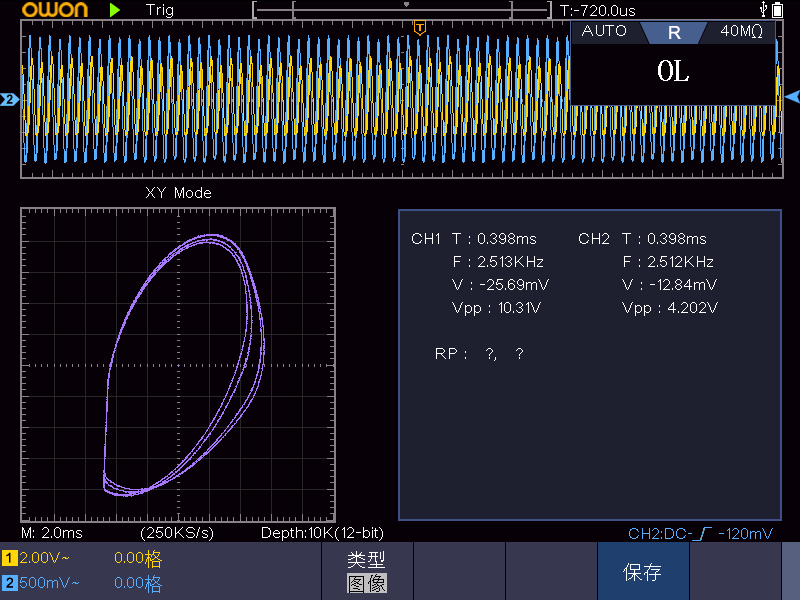 OWON Trig T:-720.0us
AUTO R 40MΩ
OL
T
2
XY Mode
CH1 T : 0.398ms CH2 T : 0.398ms
F : 2.513KHz F : 2.512KHz
V : -25.69mV V : -12.84mV
Vpp : 10.31V Vpp : 4.202V
RP : ?, ?
M: 2.0ms (250KS/s) Depth:10K(12-bit) CH2:DC- -120mV
1 2.00V~ 0.00格 类型
2 500mV~ 0.00格 图像 保存